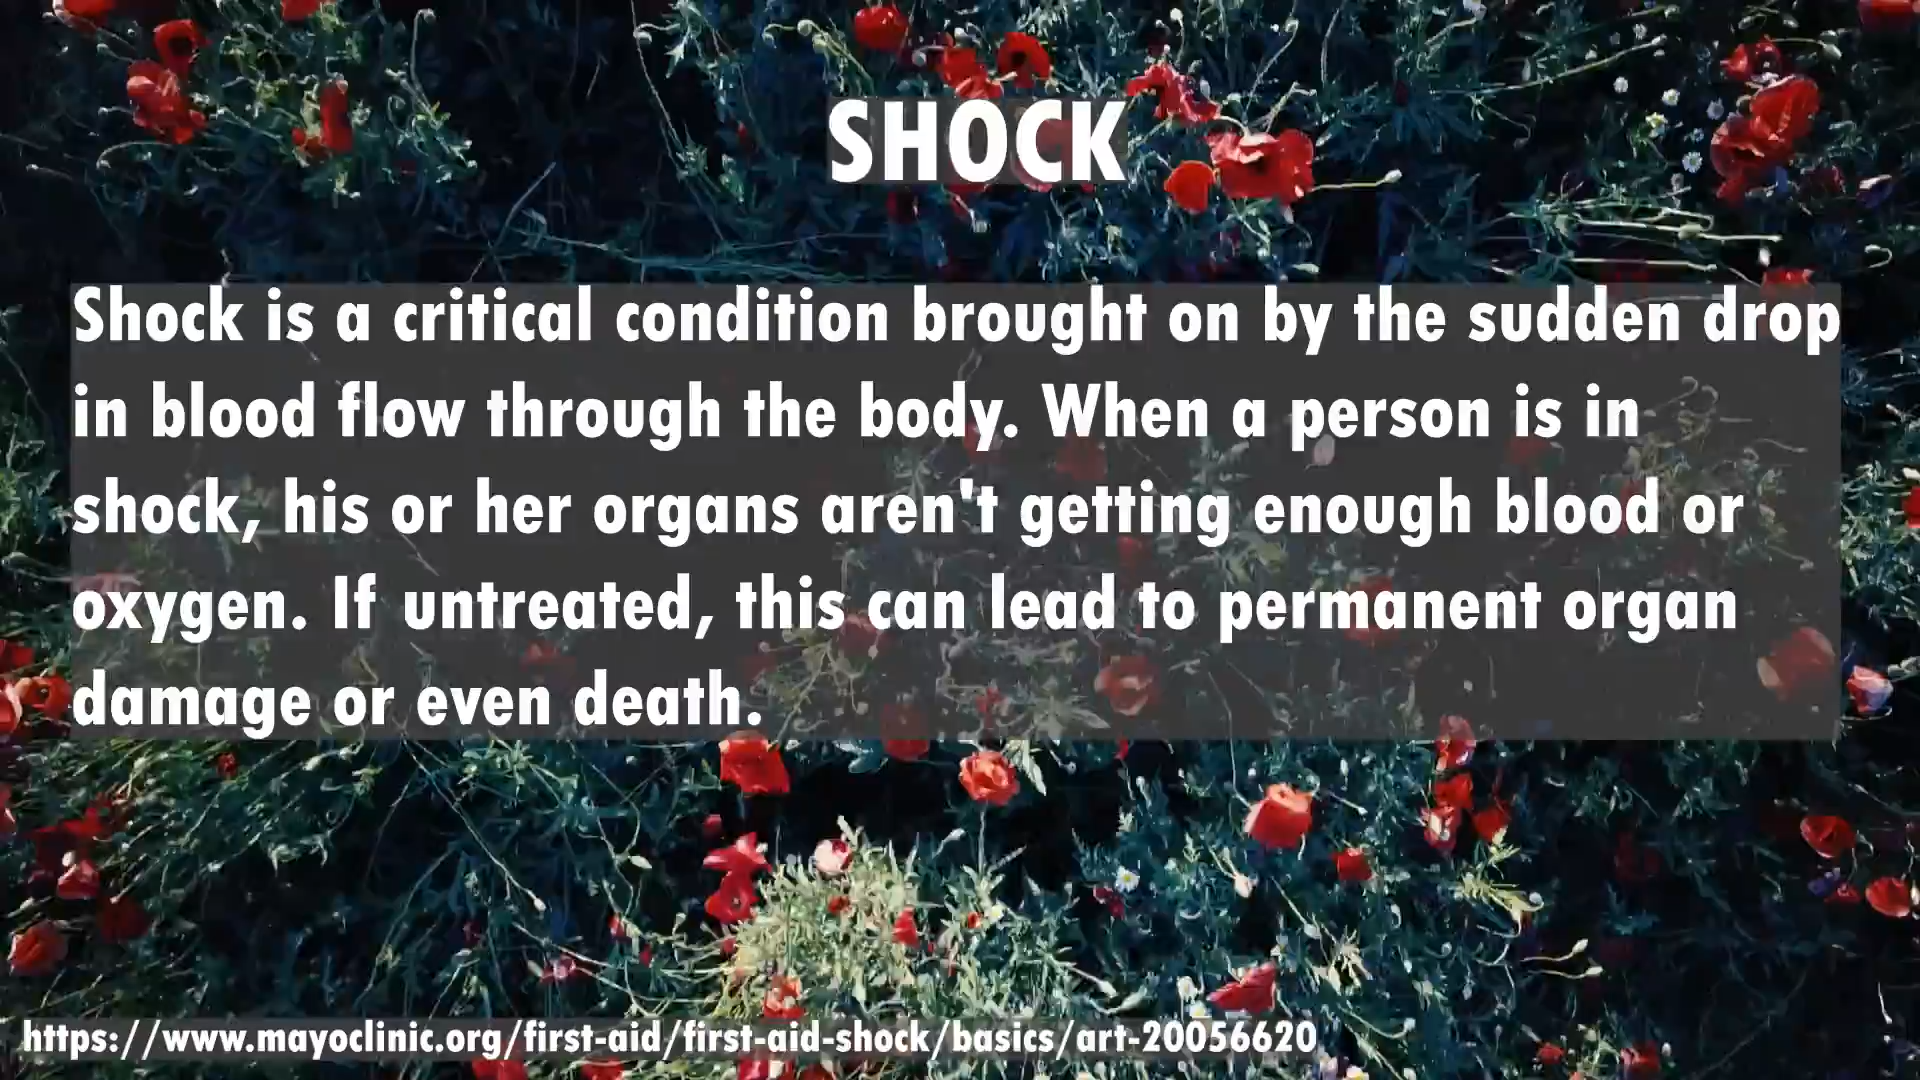 SHOCK
Shock is a critical condition brought on by the sudden drop
in blood flow through the body. When a person is in
shock, his or her organs aren't getting enough blood or
oxygen. If untreated, this can lead to permanent organ
damage or even death.
https://www.mayoclinic.org/first-aid/first-aid-shock/basics/art-20056620